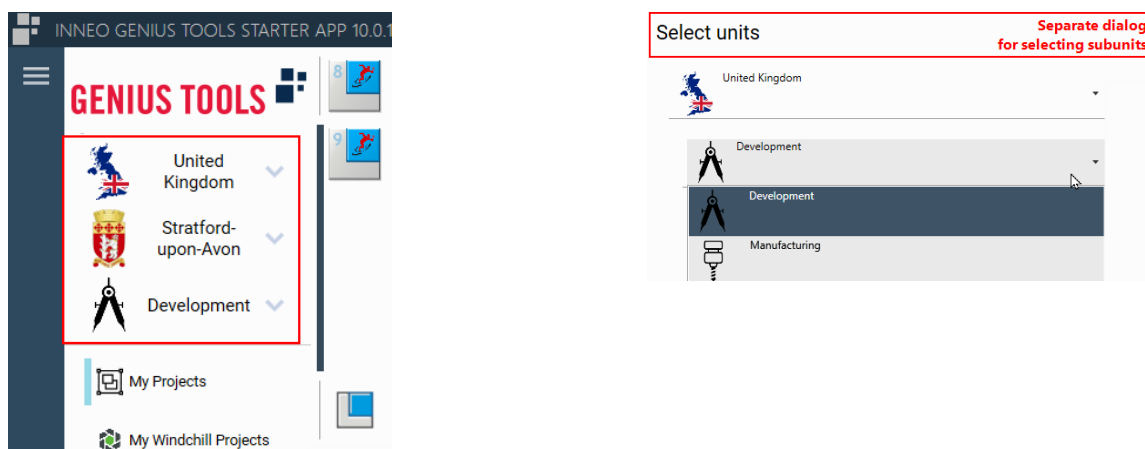 INNEO GENIUS TOOLS STARTER APP 10.0.1
GENIUS TOOLS
8
9
United
Kingdom
Stratford-
upon-Avon
Development
My Projects
My Windchill Projects
Select units
Separate dialog
for selecting subunits
United Kingdom
Development
Development
Manufacturing